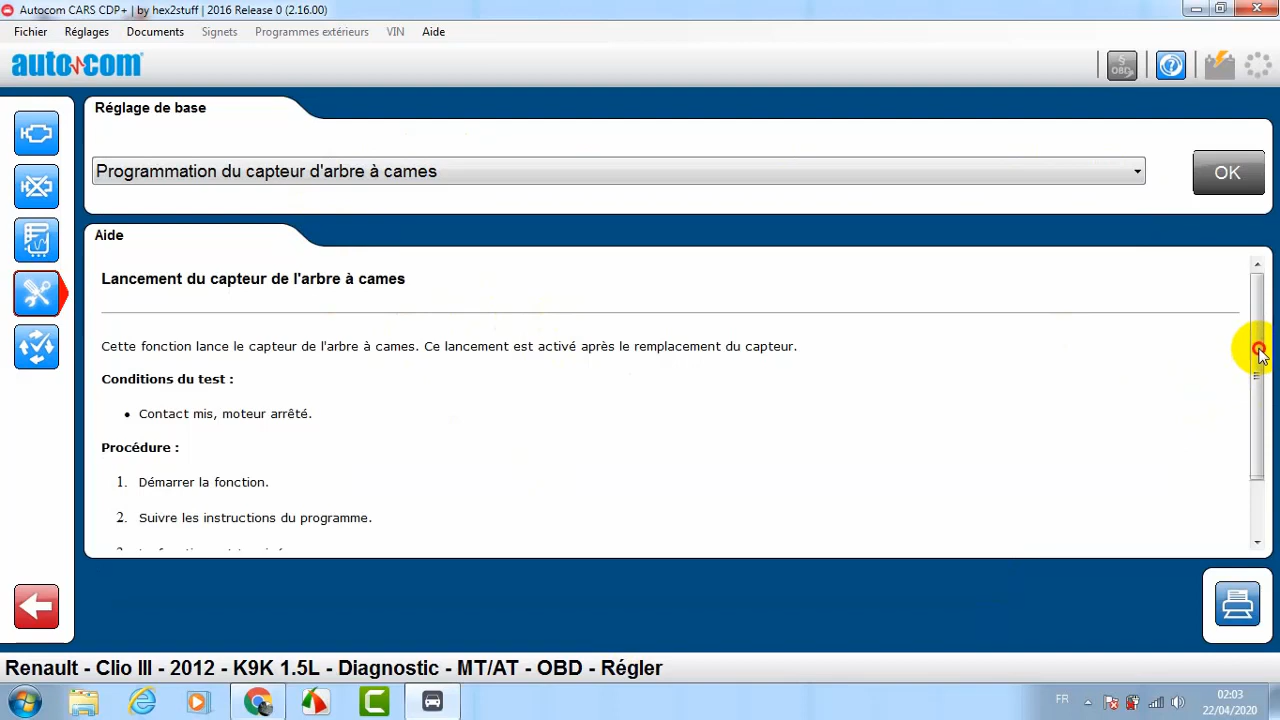 Autocom CARS CDP+ | by hex2stuff | 2016 Release 0 (2.16.00)
Fichier Réglages Documents Signets Programmes extérieurs VIN Aide
auto com
§ OBD
Réglage de base
Programmation du capteur d'arbre à cames
OK
Aide
Lancement du capteur de l'arbre à cames
Cette fonction lance le capteur de l'arbre à cames. Ce lancement est activé après le remplacement du capteur.
Conditions du test :
• Contact mis, moteur arrêté.
Procédure :
1. Démarrer la fonction.
2. Suivre les instructions du programme.
Renault - Clio III - 2012 - K9K 1.5L - Diagnostic - MT/AT - OBD - Régler
FR
02:03
22/04/2020